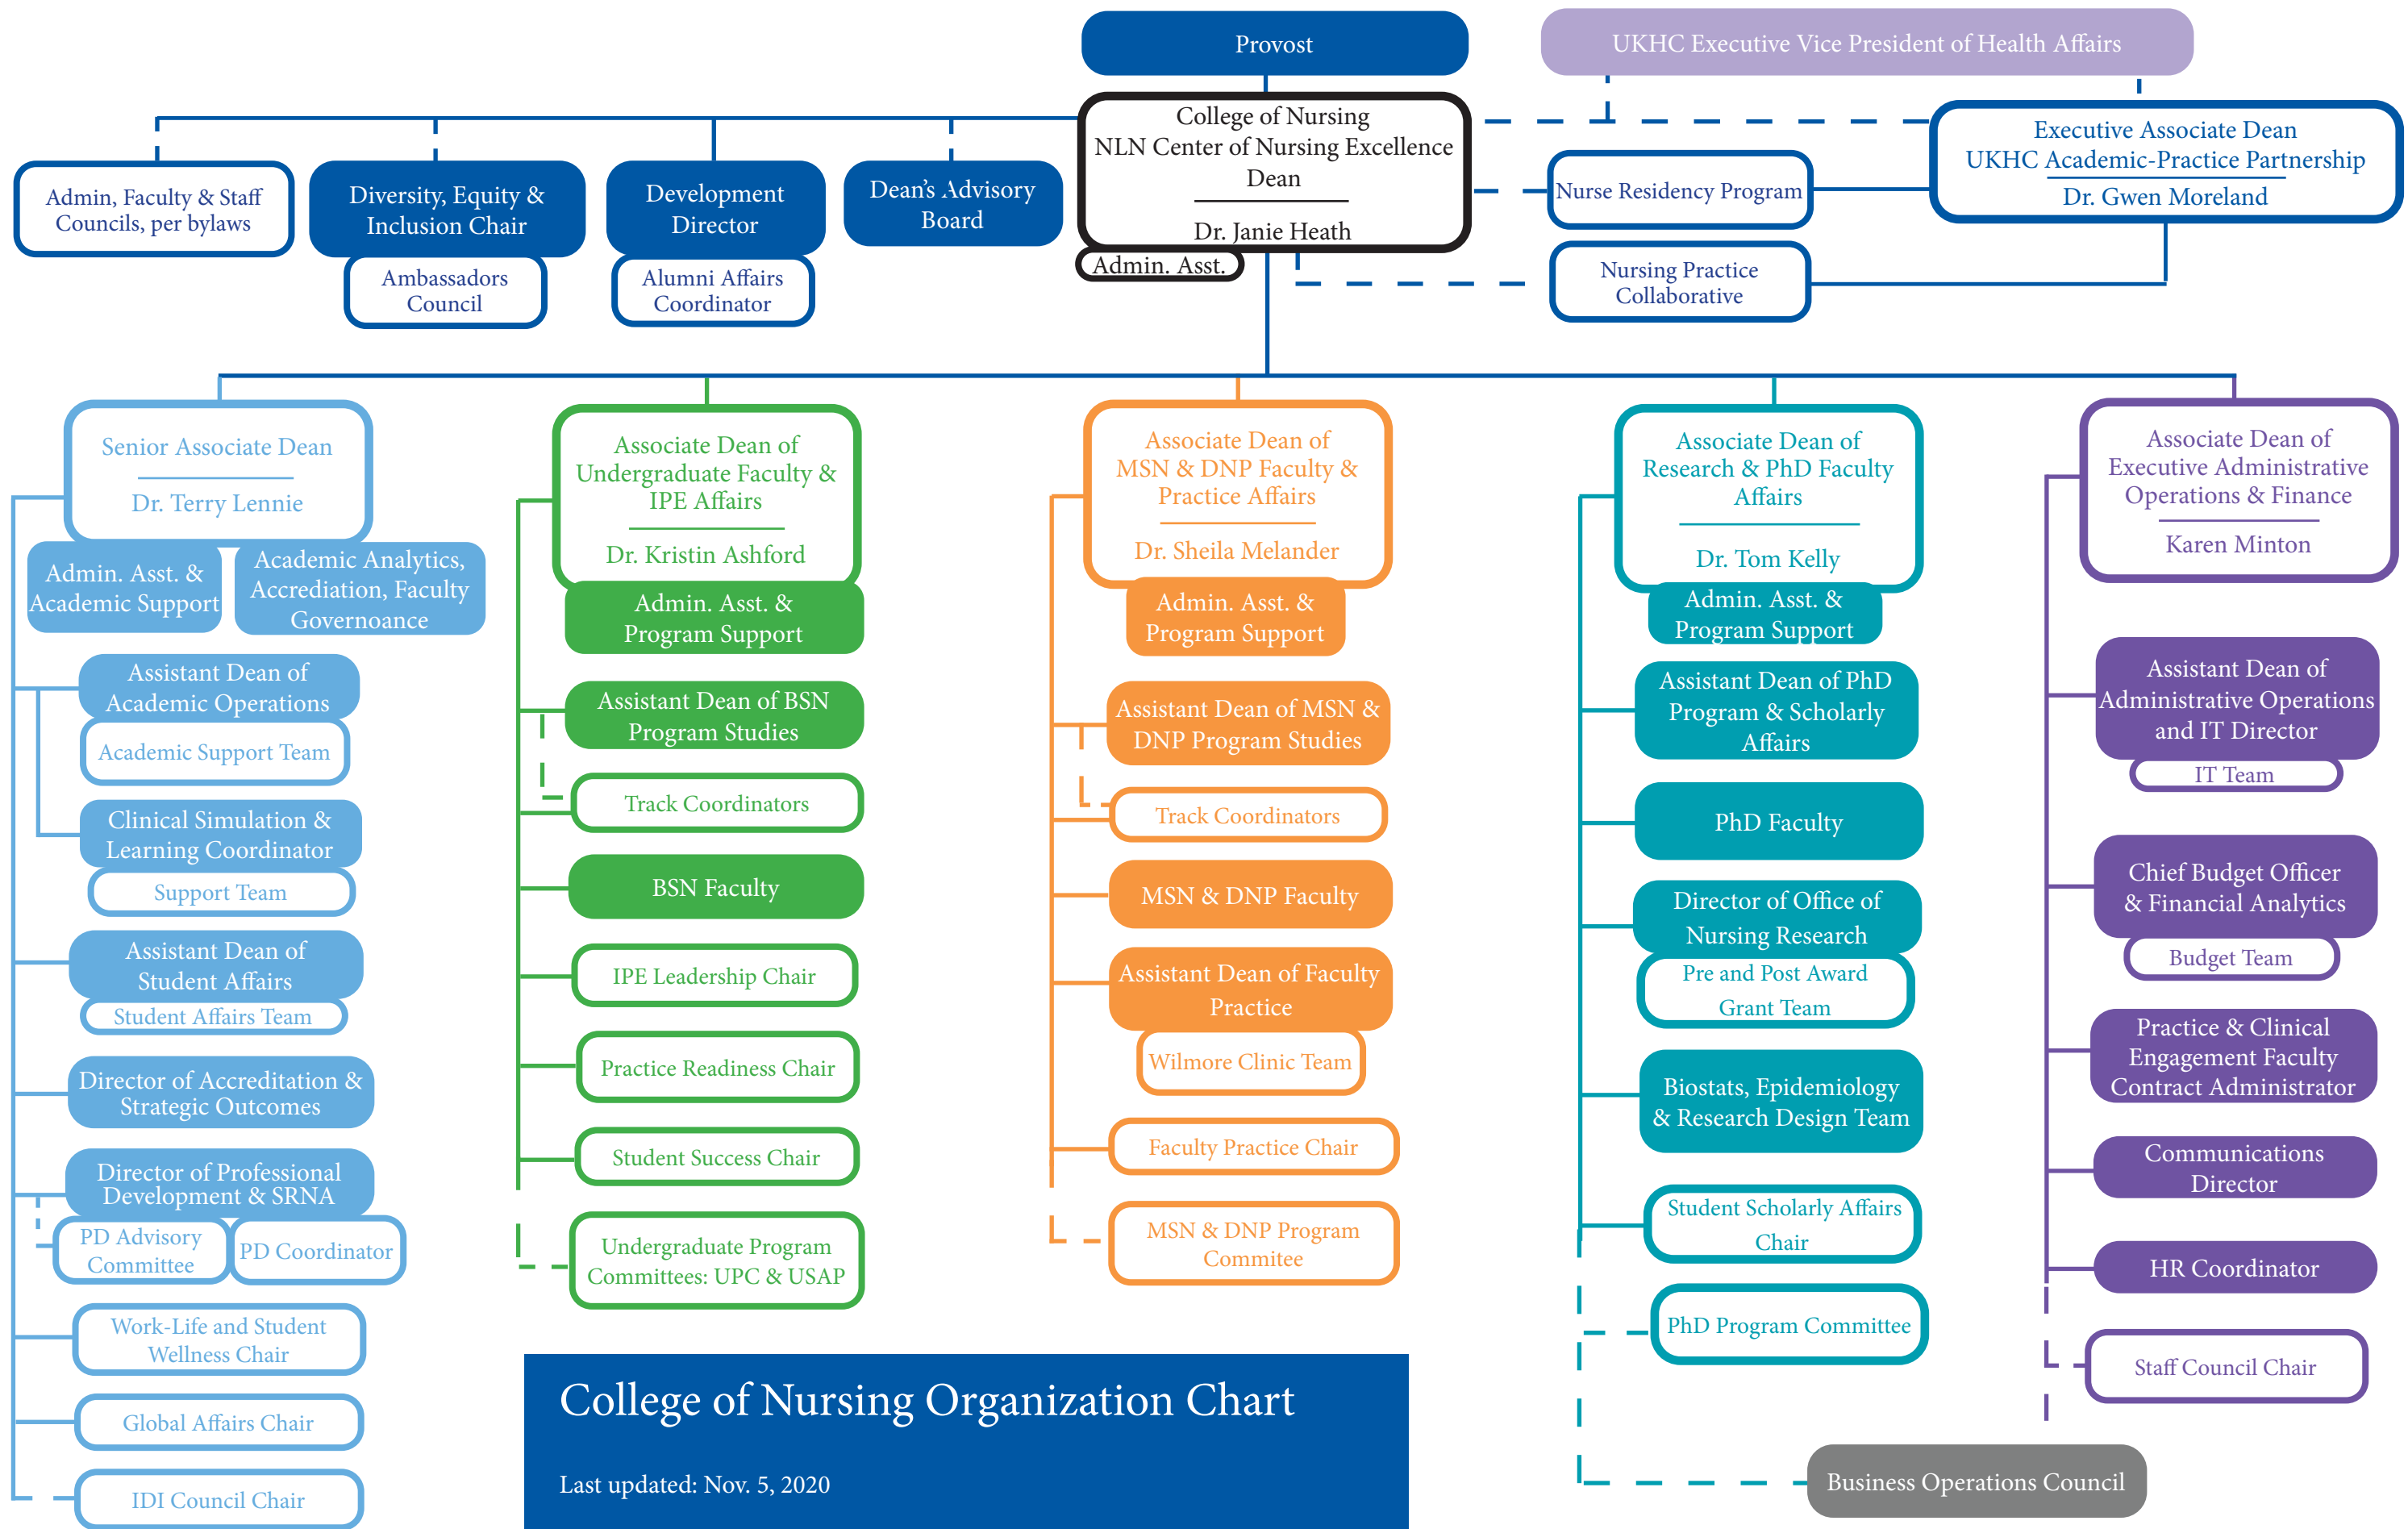 Provost
UKHC Executive Vice President of Health Affairs
College of Nursing
NLN Center of Nursing Excellence
Dean
Dr. Janie Heath
Admin. Asst.
Executive Associate Dean
UKHC Academic-Practice Partnership
Dr. Gwen Moreland
Nurse Residency Program
Nursing Practice
Collaborative
Admin, Faculty & Staff
Councils, per bylaws
Diversity, Equity &
Inclusion Chair
Ambassadors
Council
Development
Director
Alumni Affairs
Coordinator
Dean's Advisory
Board
Senior Associate Dean
Dr. Terry Lennie
Admin. Asst. &
Academic Support
Academic Analytics,
Accreditation, Faculty
Governoance
Assistant Dean of
Academic Operations
Academic Support Team
Clinical Simulation &
Learning Coordinator
Support Team
Assistant Dean of
Student Affairs
Student Affairs Team
Director of Accreditation &
Strategic Outcomes
Director of Professional
Development & SRNA
PD Advisory
Committee
PD Coordinator
Work-Life and Student
Wellness Chair
Global Affairs Chair
IDI Council Chair
Associate Dean of
Undergraduate Faculty &
IPE Affairs
Dr. Kristin Ashford
Admin. Asst. &
Program Support
Assistant Dean of BSN
Program Studies
Track Coordinators
BSN Faculty
IPE Leadership Chair
Practice Readiness Chair
Student Success Chair
Undergraduate Program
Committees: UPC & USAP
Associate Dean of
MSN & DNP Faculty &
Practice Affairs
Dr. Sheila Melander
Admin. Asst. &
Program Support
Assistant Dean of MSN &
DNP Program Studies
Track Coordinators
MSN & DNP Faculty
Assistant Dean of Faculty
Practice
Wilmore Clinic Team
Faculty Practice Chair
MSN & DNP Program
Commitee
Associate Dean of
Research & PhD Faculty
Affairs
Dr. Tom Kelly
Admin. Asst. &
Program Support
Assistant Dean of PhD
Program & Scholarly
Affairs
PhD Faculty
Director of Office of
Nursing Research
Pre and Post Award
Grant Team
Biostats, Epidemiology
& Research Design Team
Student Scholarly Affairs
Chair
PhD Program Committee
Associate Dean of
Executive Administrative
Operations & Finance
Karen Minton
Assistant Dean of
Administrative Operations
and IT Director
IT Team
Chief Budget Officer
& Financial Analytics
Budget Team
Practice & Clinical
Engagement Faculty
Contract Administrator
Communications
Director
HR Coordinator
Staff Council Chair
Business Operations Council
College of Nursing Organization Chart
Last updated: Nov. 5, 2020